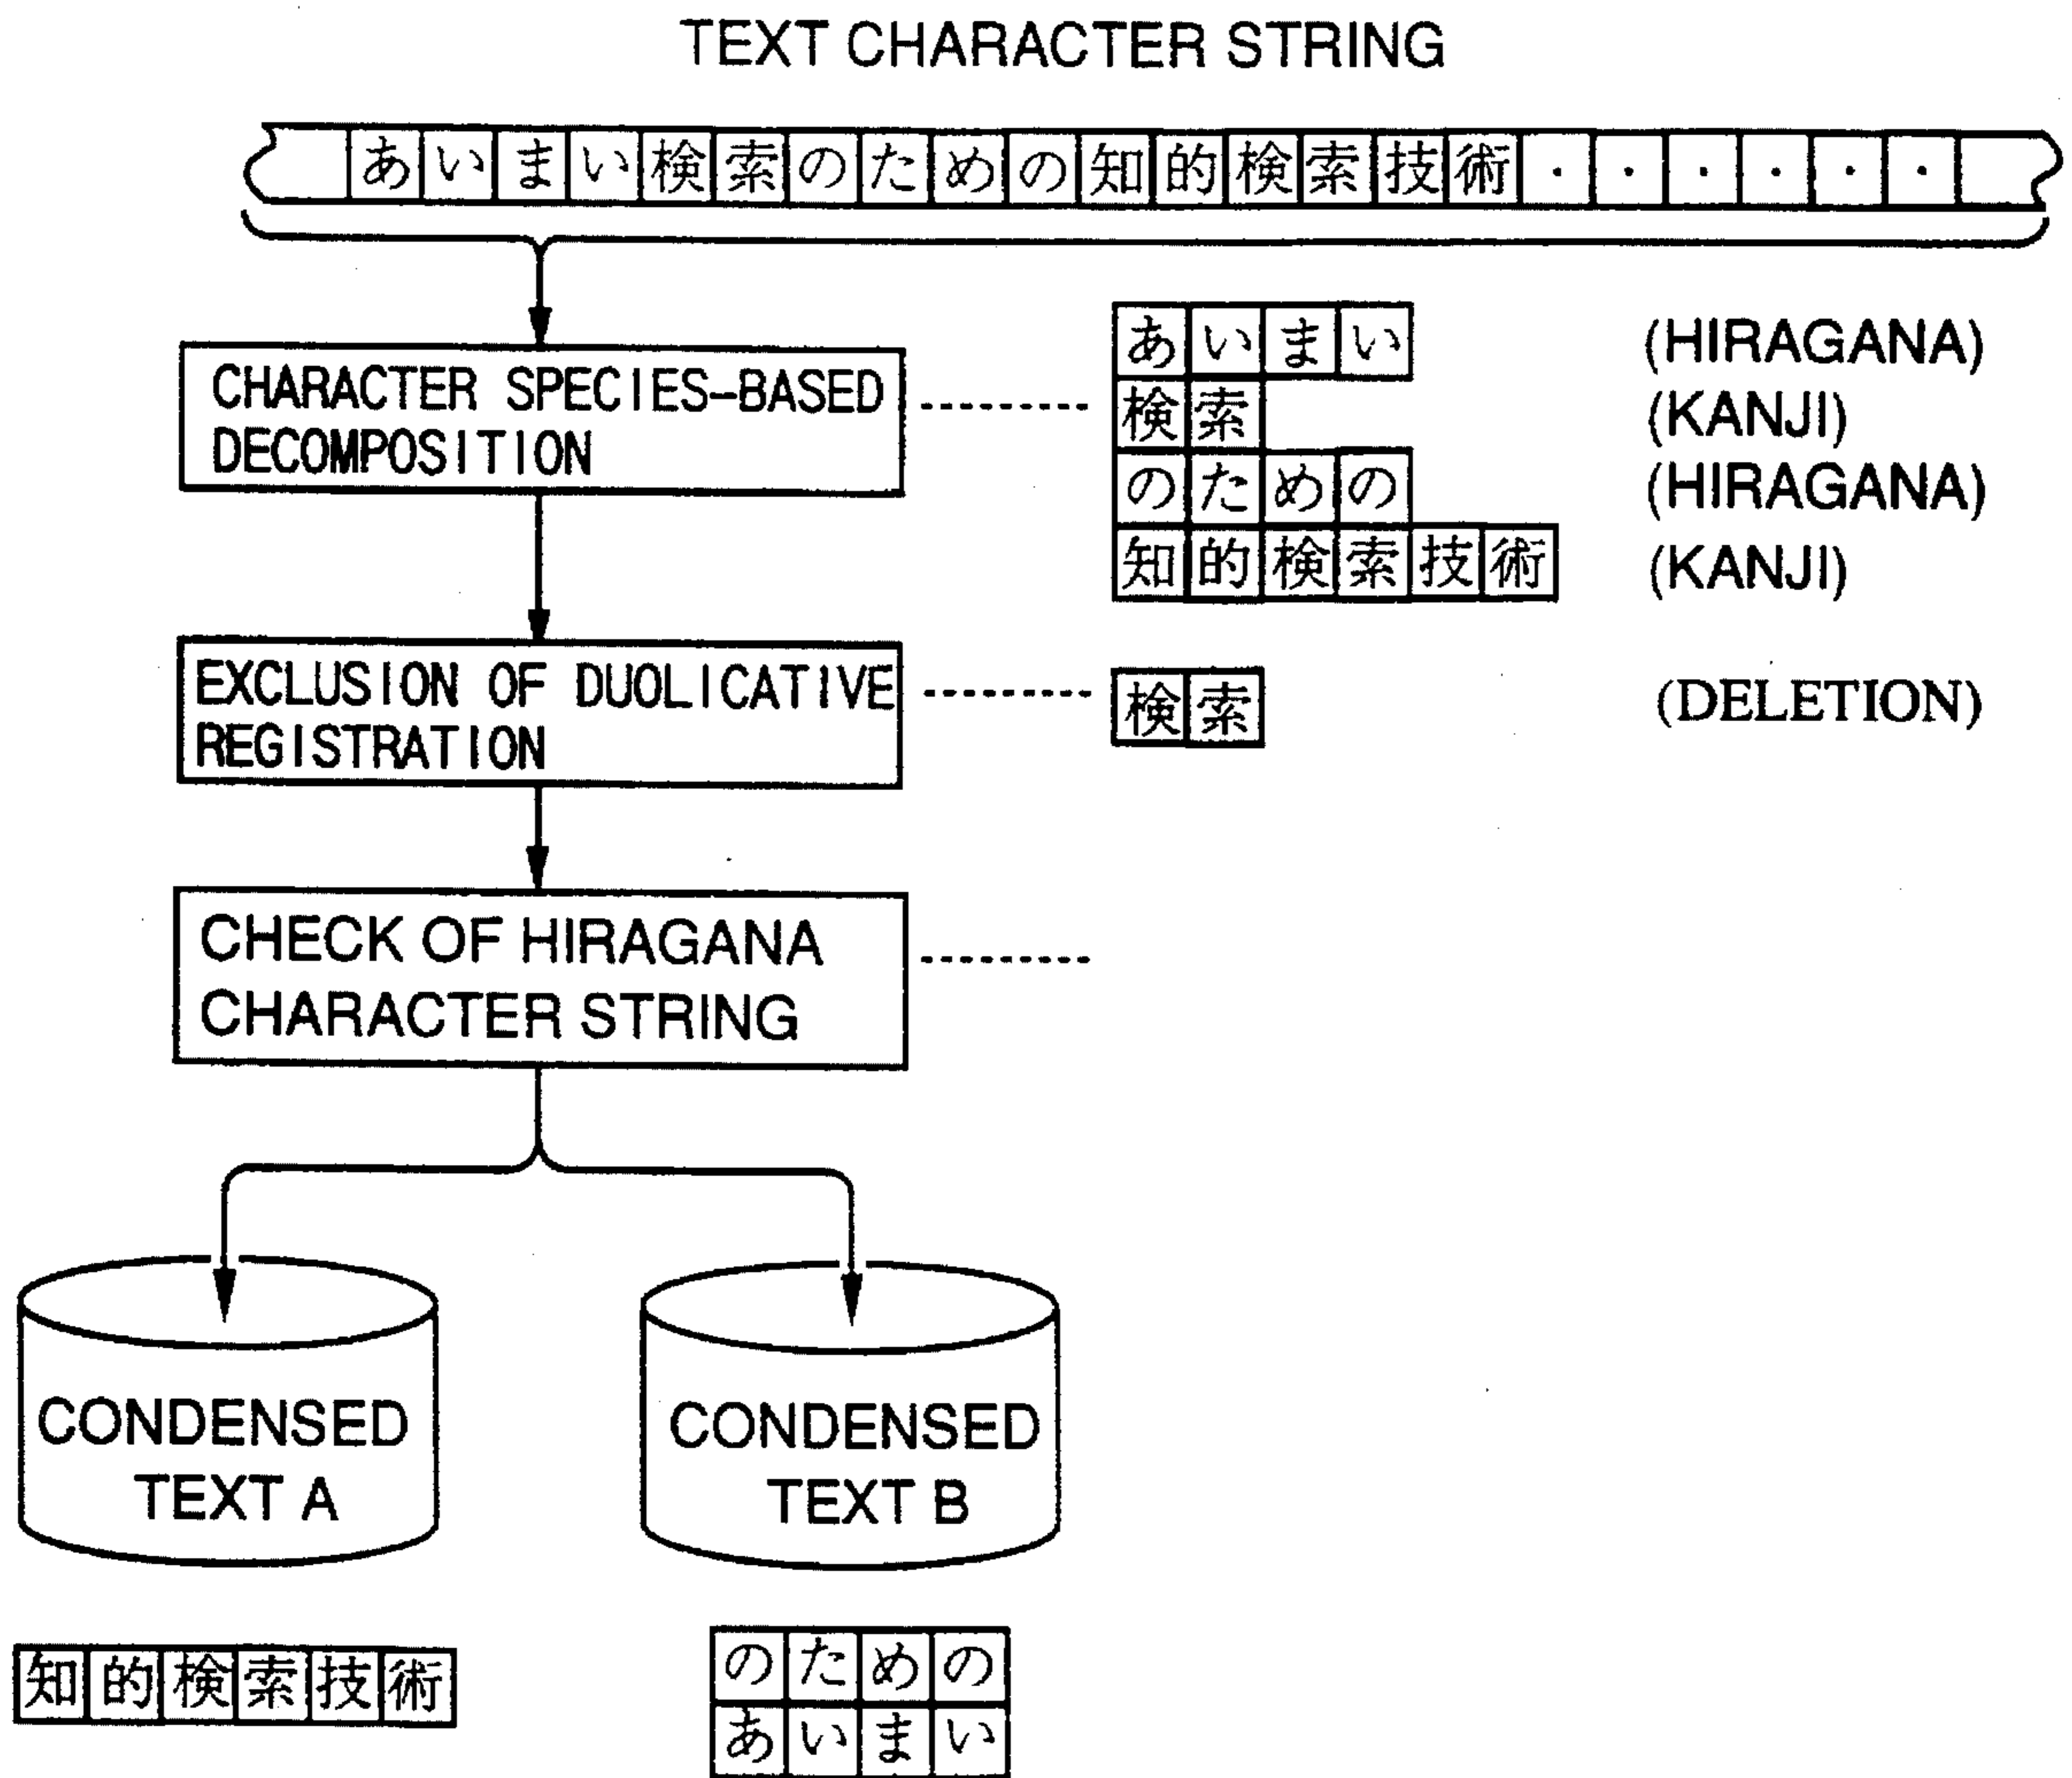 TEXT CHARACTER STRING
あいまい検索のための知的検索技術······
CHARACTER SPECIES-BASED
DECOMPOSITION
あいまい (HIRAGANA)
検索 (KANJI)
のための (HIRAGANA)
知的検索技術 (KANJI)
EXCLUSION OF DUOLICATIVE
REGISTRATION
検索 (DELETION)
CHECK OF HIRAGANA
CHARACTER STRING
CONDENSED
TEXT A
CONDENSED
TEXT B
知的検索技術
のための
あいまい